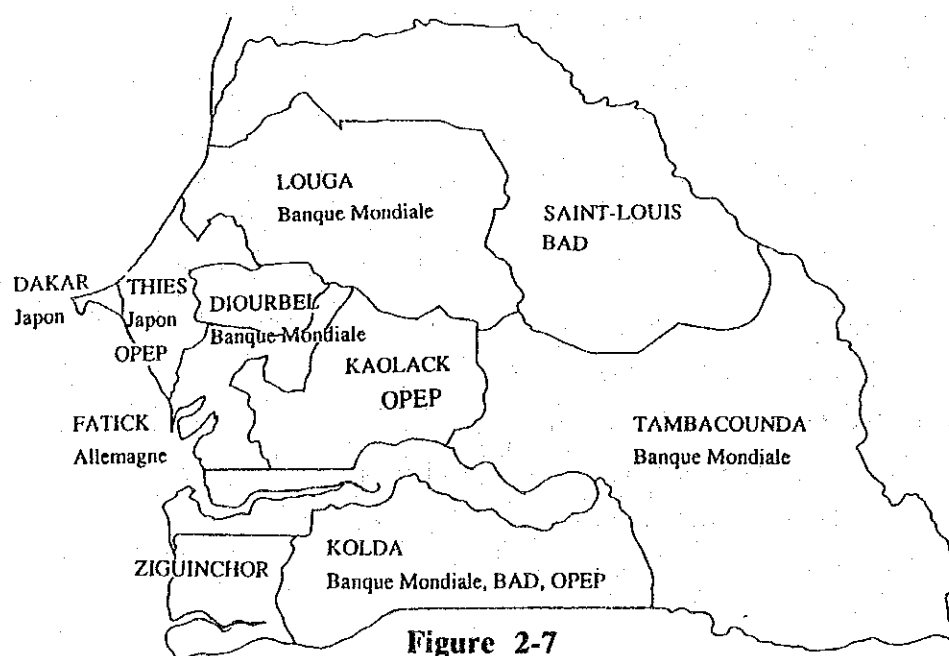 LOUGA
Banque Mondiale
SAINT-LOUIS
BAD
DAKAR
Japon
THIES
Japon
OPEP
DIOURBEL
Banque Mondiale
KAOLACK
OPEP
FATICK
Allemagne
TAMBACOUNDA
Banque Mondiale
ZIGUINCHOR
KOLDA
Banque Mondiale, BAD, OPEP
Figure 2-7